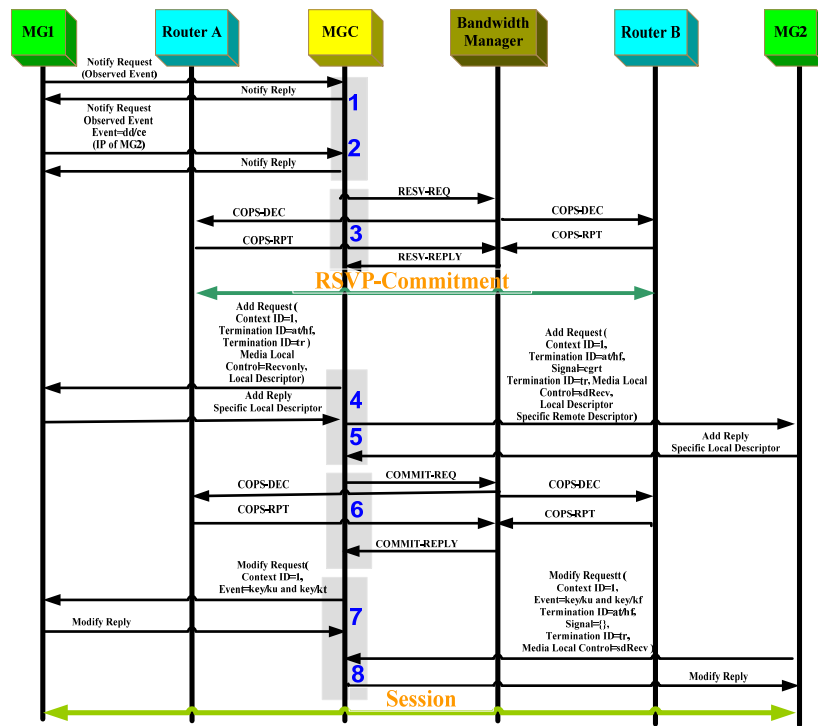 MG1
Router A
MGC
Bandwidth
Manager
Router B
MG2
Notify Request
(Observed Event)
Notify Reply
1
Notify Request
Observed Event
Event=dd/ce
(IP of MG2)
2
Notify Reply
RESV-REQ
COPS-DEC
COPS-DEC
3
COPS-RPT
COPS-RPT
RESV-REPLY
RSVP-Commitment
Add Request (
Context ID=1,
Termination ID=at/hf,
Termination ID=tr )
Media Local
Control=Recvonly,
Local Descriptor)
Add Request (
Context ID=1,
Termination ID=at/hf,
Signal=cgrt
Termination ID=tr, Media Local
Control=sdRecv,
Local Descriptor
Specific Remote Descriptor)
4
Add Reply
Specific Local Descriptor
5
Add Reply
Specific Local Descriptor
COMMIT-REQ
COPS-DEC
COPS-DEC
6
COPS-RPT
COPS-RPT
COMMIT-REPLY
Modify Request(
Context ID=1,
Event=key/ku and key/kt
Modify Requestt (
Context ID=1,
Event=key/ku and key/kf
Termination ID=at/hf,
Signal={},
Termination ID=tr,
Media Local Control=sdRecv )
7
Modify Reply
8
Modify Reply
Session